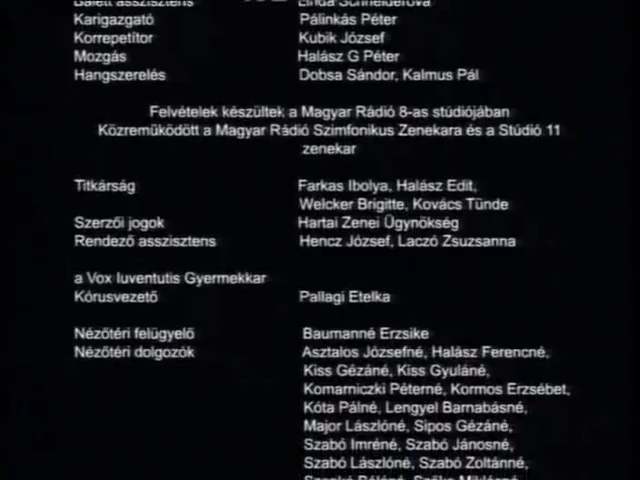 Balett asszisztens Linda Schneiderova
Karigazgató Pálinkás Péter
Korrepetítor Kubik József
Mozgás Halász G Péter
Hangszerelés Dobsa Sándor, Kalmus Pál
Felvételek készültek a Magyar Rádió 8-as stúdiójában
Közreműködött a Magyar Rádió Szimfonikus Zenekara és a Stúdió 11
zenekar
Titkárság Farkas Ibolya, Halász Edit,
Welcker Brigitte, Kovács Tünde
Szerzői jogok Hartai Zenei Ügynökség
Rendező asszisztens Hencz József, Laczó Zsuzsanna
a Vox Iuventutis Gyermekkar
Kórusvezető Pallagi Etelka
Nézőtéri felügyelő Baumanné Erzsike
Nézőtéri dolgozók Asztalos Józsefné, Halász Ferencné,
Kiss Gézáné, Kiss Gyuláné,
Komarniczki Péterné, Kormos Erzsébet,
Kóta Pálné, Lengyel Barnabásné,
Major Lászlóné, Sipos Gézáné,
Szabó Imréné, Szabó Jánosné,
Szabó Lászlóné, Szabó Zoltánné,